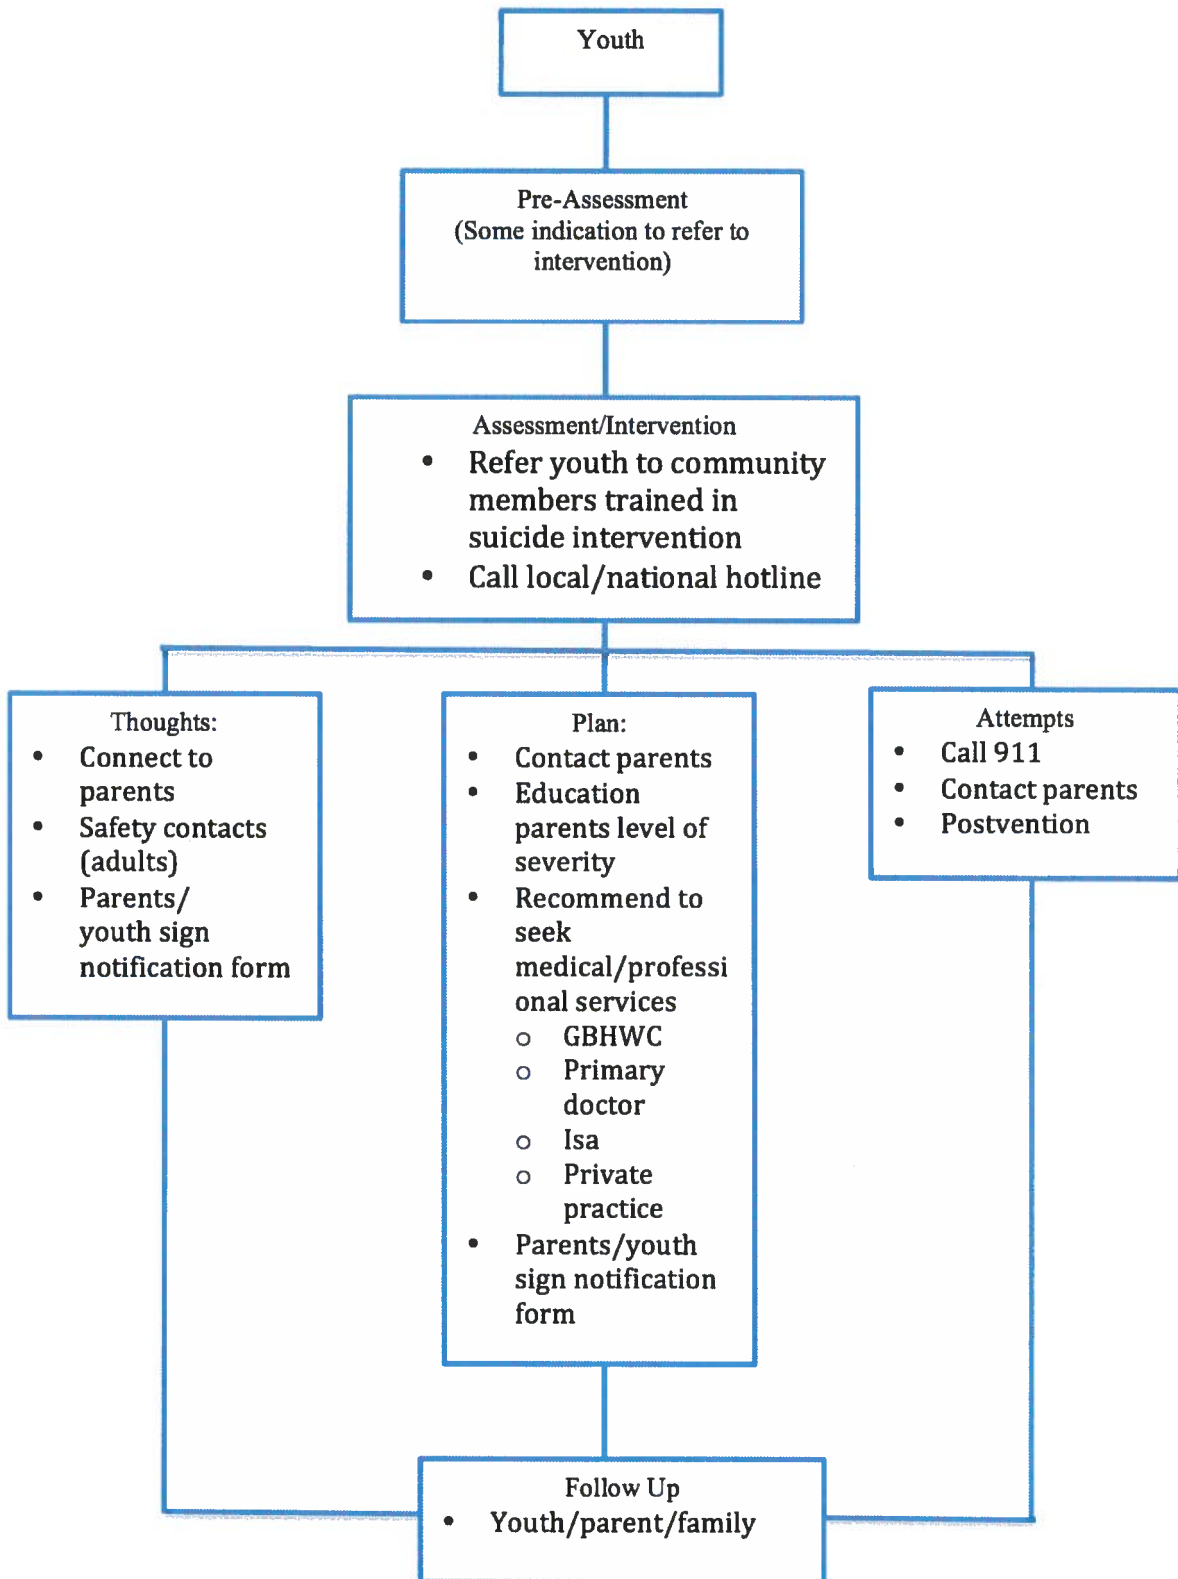 Youth
Pre-Assessment
(Some indication to refer to
intervention)
Assessment/Intervention
• Refer youth to community
members trained in
suicide intervention
• Call local/national hotline
Thoughts:
• Connect to
parents
• Safety contacts
(adults)
• Parents/
youth sign
notification form
Plan:
• Contact parents
• Education
parents level of
severity
• Recommend to
seek
medical/professi
onal services
o GBHWC
o Primary
doctor
o Isa
o Private
practice
• Parents/youth
sign notification
form
Attempts
• Call 911
• Contact parents
• Postvention
Follow Up
• Youth/parent/family